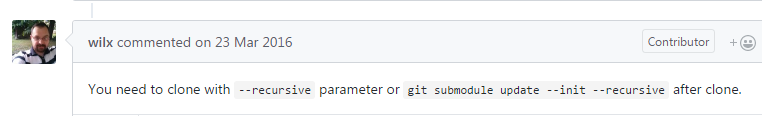 wilx commented on 23 Mar 2016 Contributor +
You need to clone with --recursive parameter or git submodule update --init --recursive after clone.